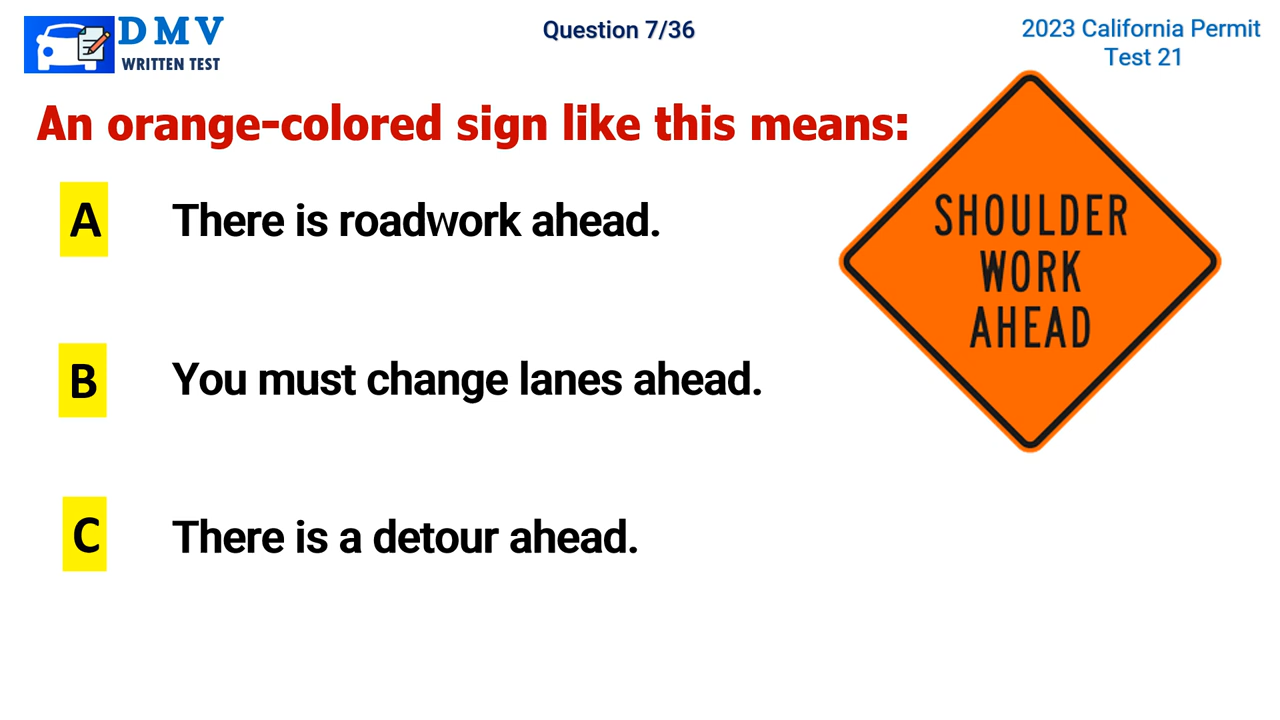 DMV
WRITTEN TEST
Question 7/36
2023 California Permit
Test 21
An orange-colored sign like this means:
SHOULDER
WORK
AHEAD
A There is roadwork ahead.
B You must change lanes ahead.
C There is a detour ahead.